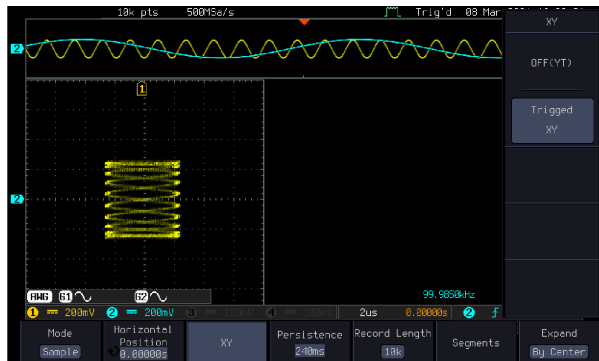 10k pts 500MSa/s Trig'd 08 Mar
XY
2
OFF(YT)
1
Trigged
XY
2
AWG G1 G2
99.9850kHz
1 200mV 2 200mV 3 100mV 4 100mV 2us 0.00000s 2
Mode
Sample
Horizontal
Position
0.00000s
XY
Persistence
240ms
Record Length
10k
Segments
Expand
By Center